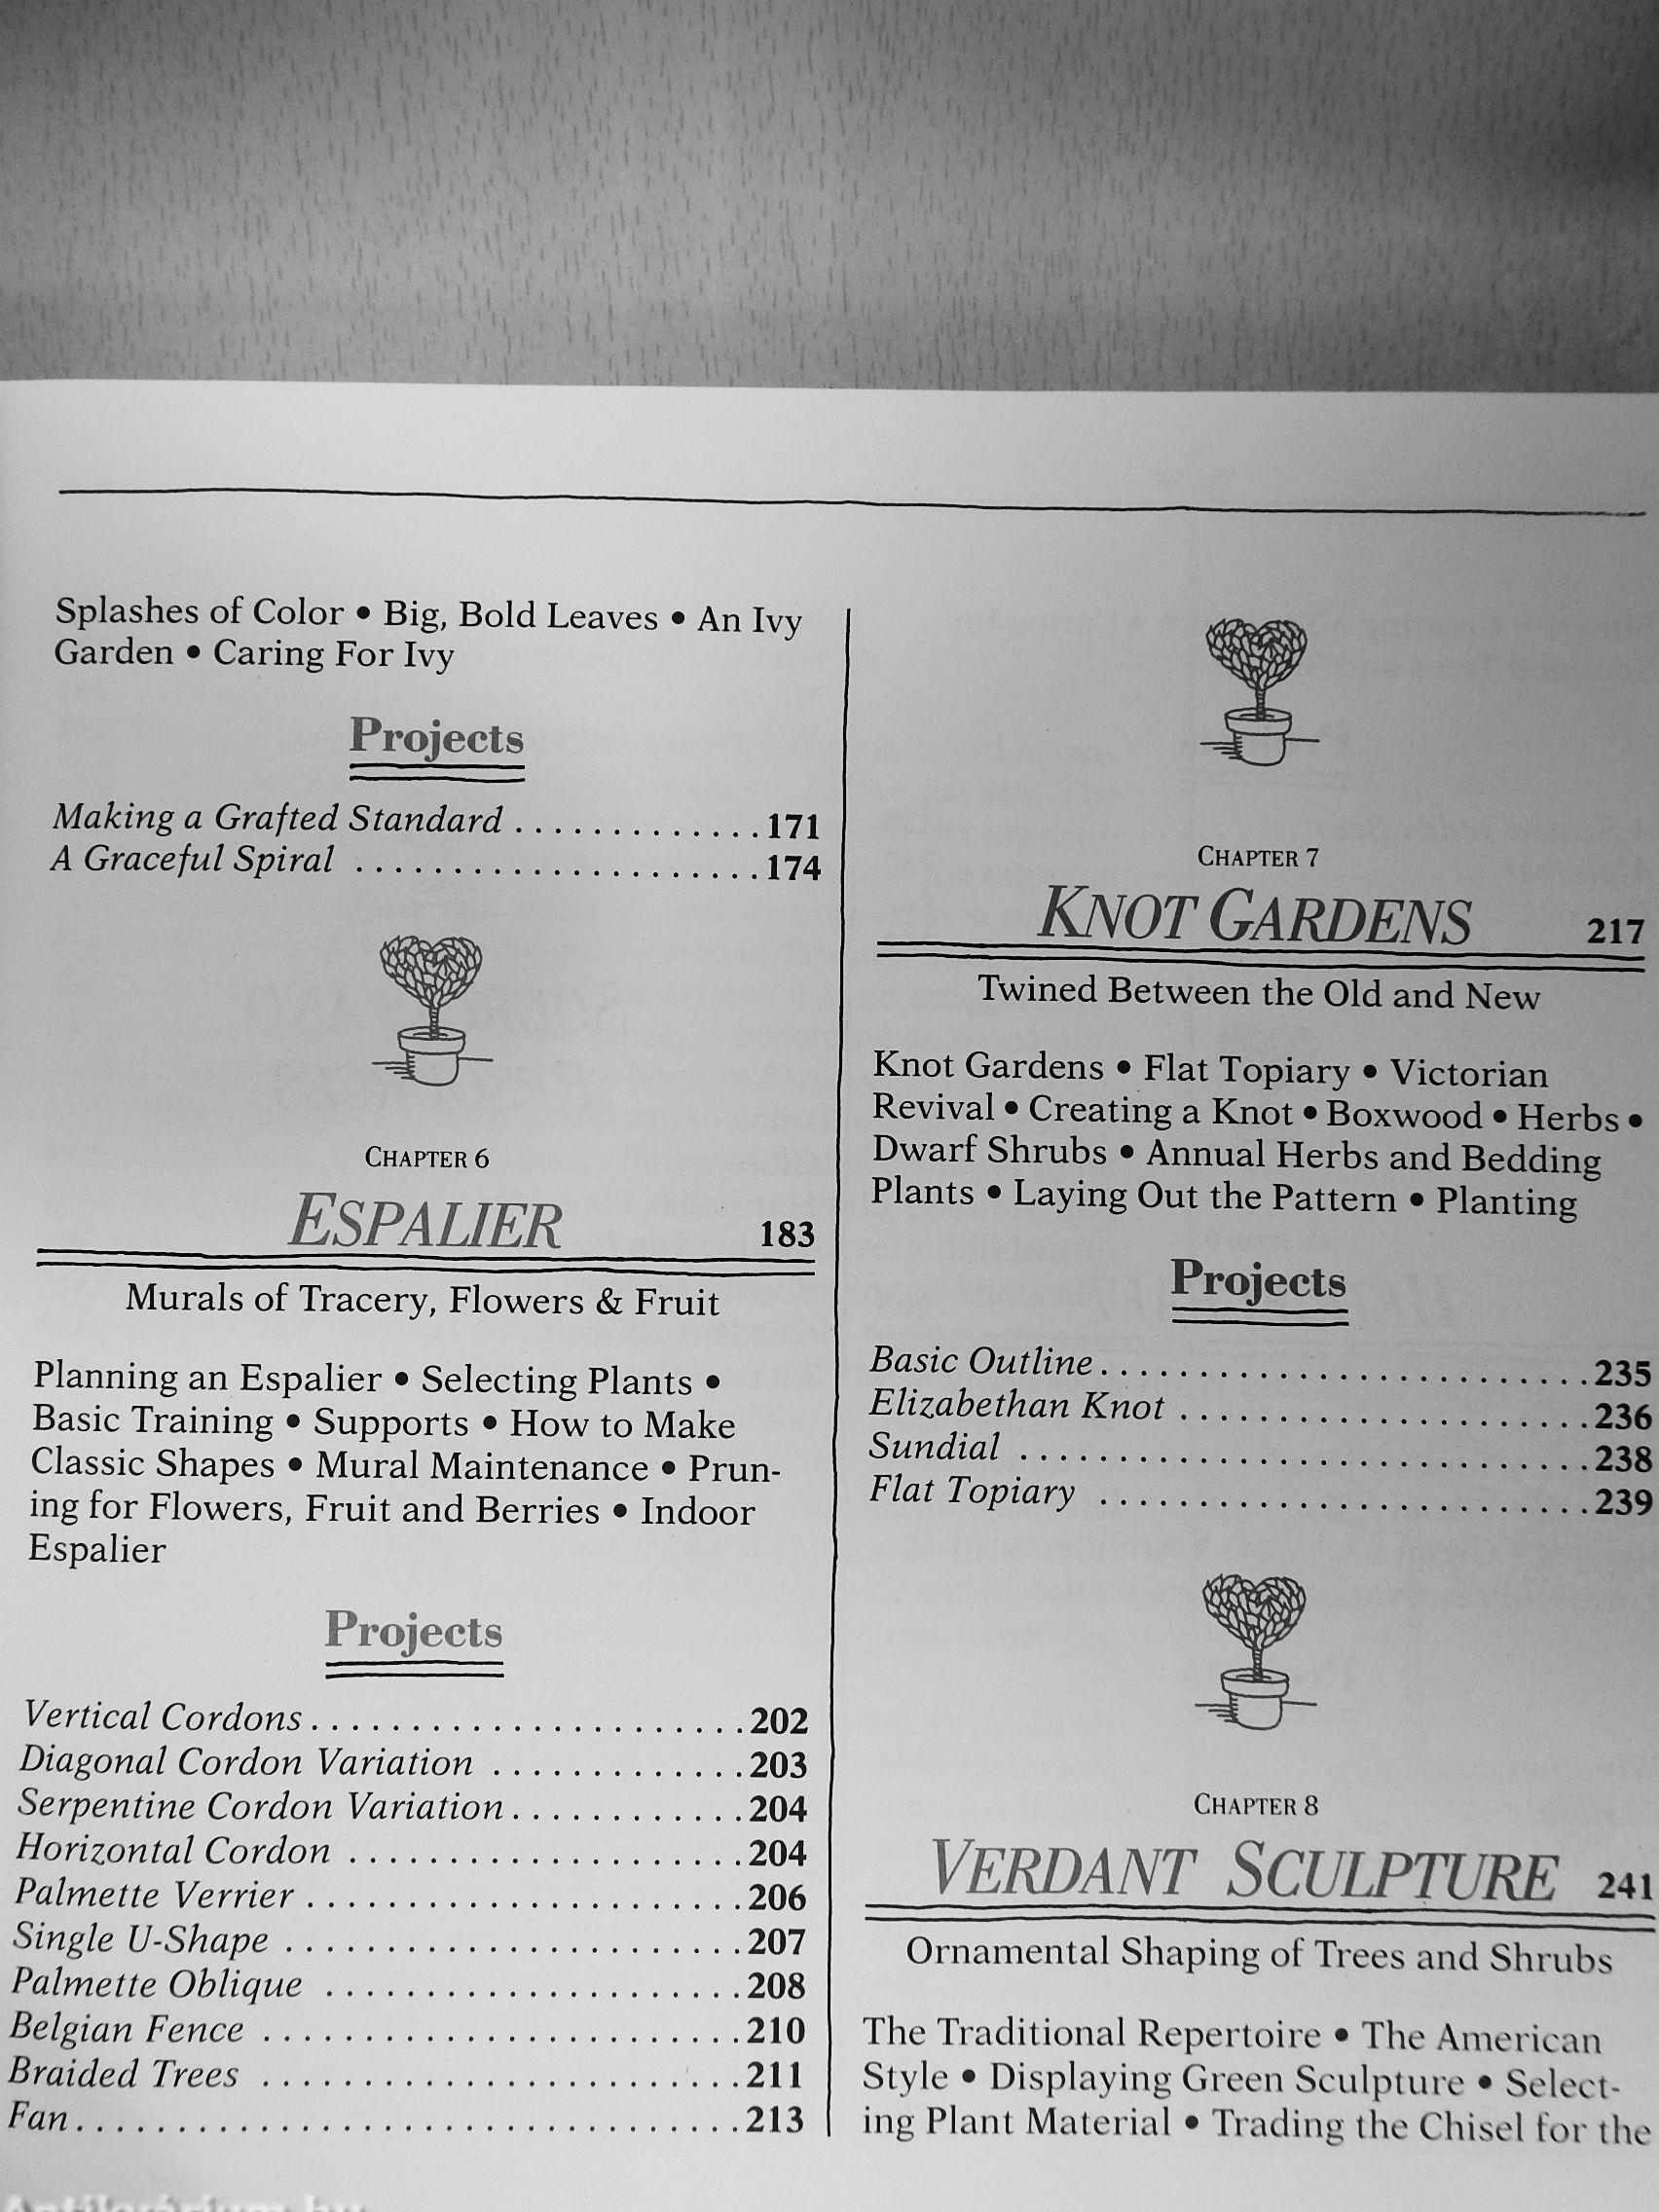 Splashes of Color • Big, Bold Leaves • An Ivy
Garden • Caring For Ivy
Projects
Making a Grafted Standard ............. 171
A Graceful Spiral ..................... 174
CHAPTER 6
ESPALIER 183
Murals of Tracery, Flowers & Fruit
Planning an Espalier • Selecting Plants •
Basic Training • Supports • How to Make
Classic Shapes • Mural Maintenance • Prun-
ing for Flowers, Fruit and Berries • Indoor
Espalier
Projects
Vertical Cordons ...................... 202
Diagonal Cordon Variation ............. 203
Serpentine Cordon Variation ............ 204
Horizontal Cordon .................... 204
Palmette Verrier ...................... 206
Single U-Shape ....................... 207
Palmette Oblique ..................... 208
Belgian Fence ........................ 210
Braided Trees ........................ 211
Fan .................................. 213
CHAPTER 7
KNOT GARDENS 217
Twined Between the Old and New
Knot Gardens • Flat Topiary • Victorian
Revival • Creating a Knot • Boxwood • Herbs •
Dwarf Shrubs • Annual Herbs and Bedding
Plants • Laying Out the Pattern • Planting
Projects
Basic Outline ......................... 235
Elizabethan Knot ..................... 236
Sundial ............................. 238
Flat Topiary ......................... 239
CHAPTER 8
VERDANT SCULPTURE 241
Ornamental Shaping of Trees and Shrubs
The Traditional Repertoire • The American
Style • Displaying Green Sculpture • Select-
ing Plant Material • Trading the Chisel for the